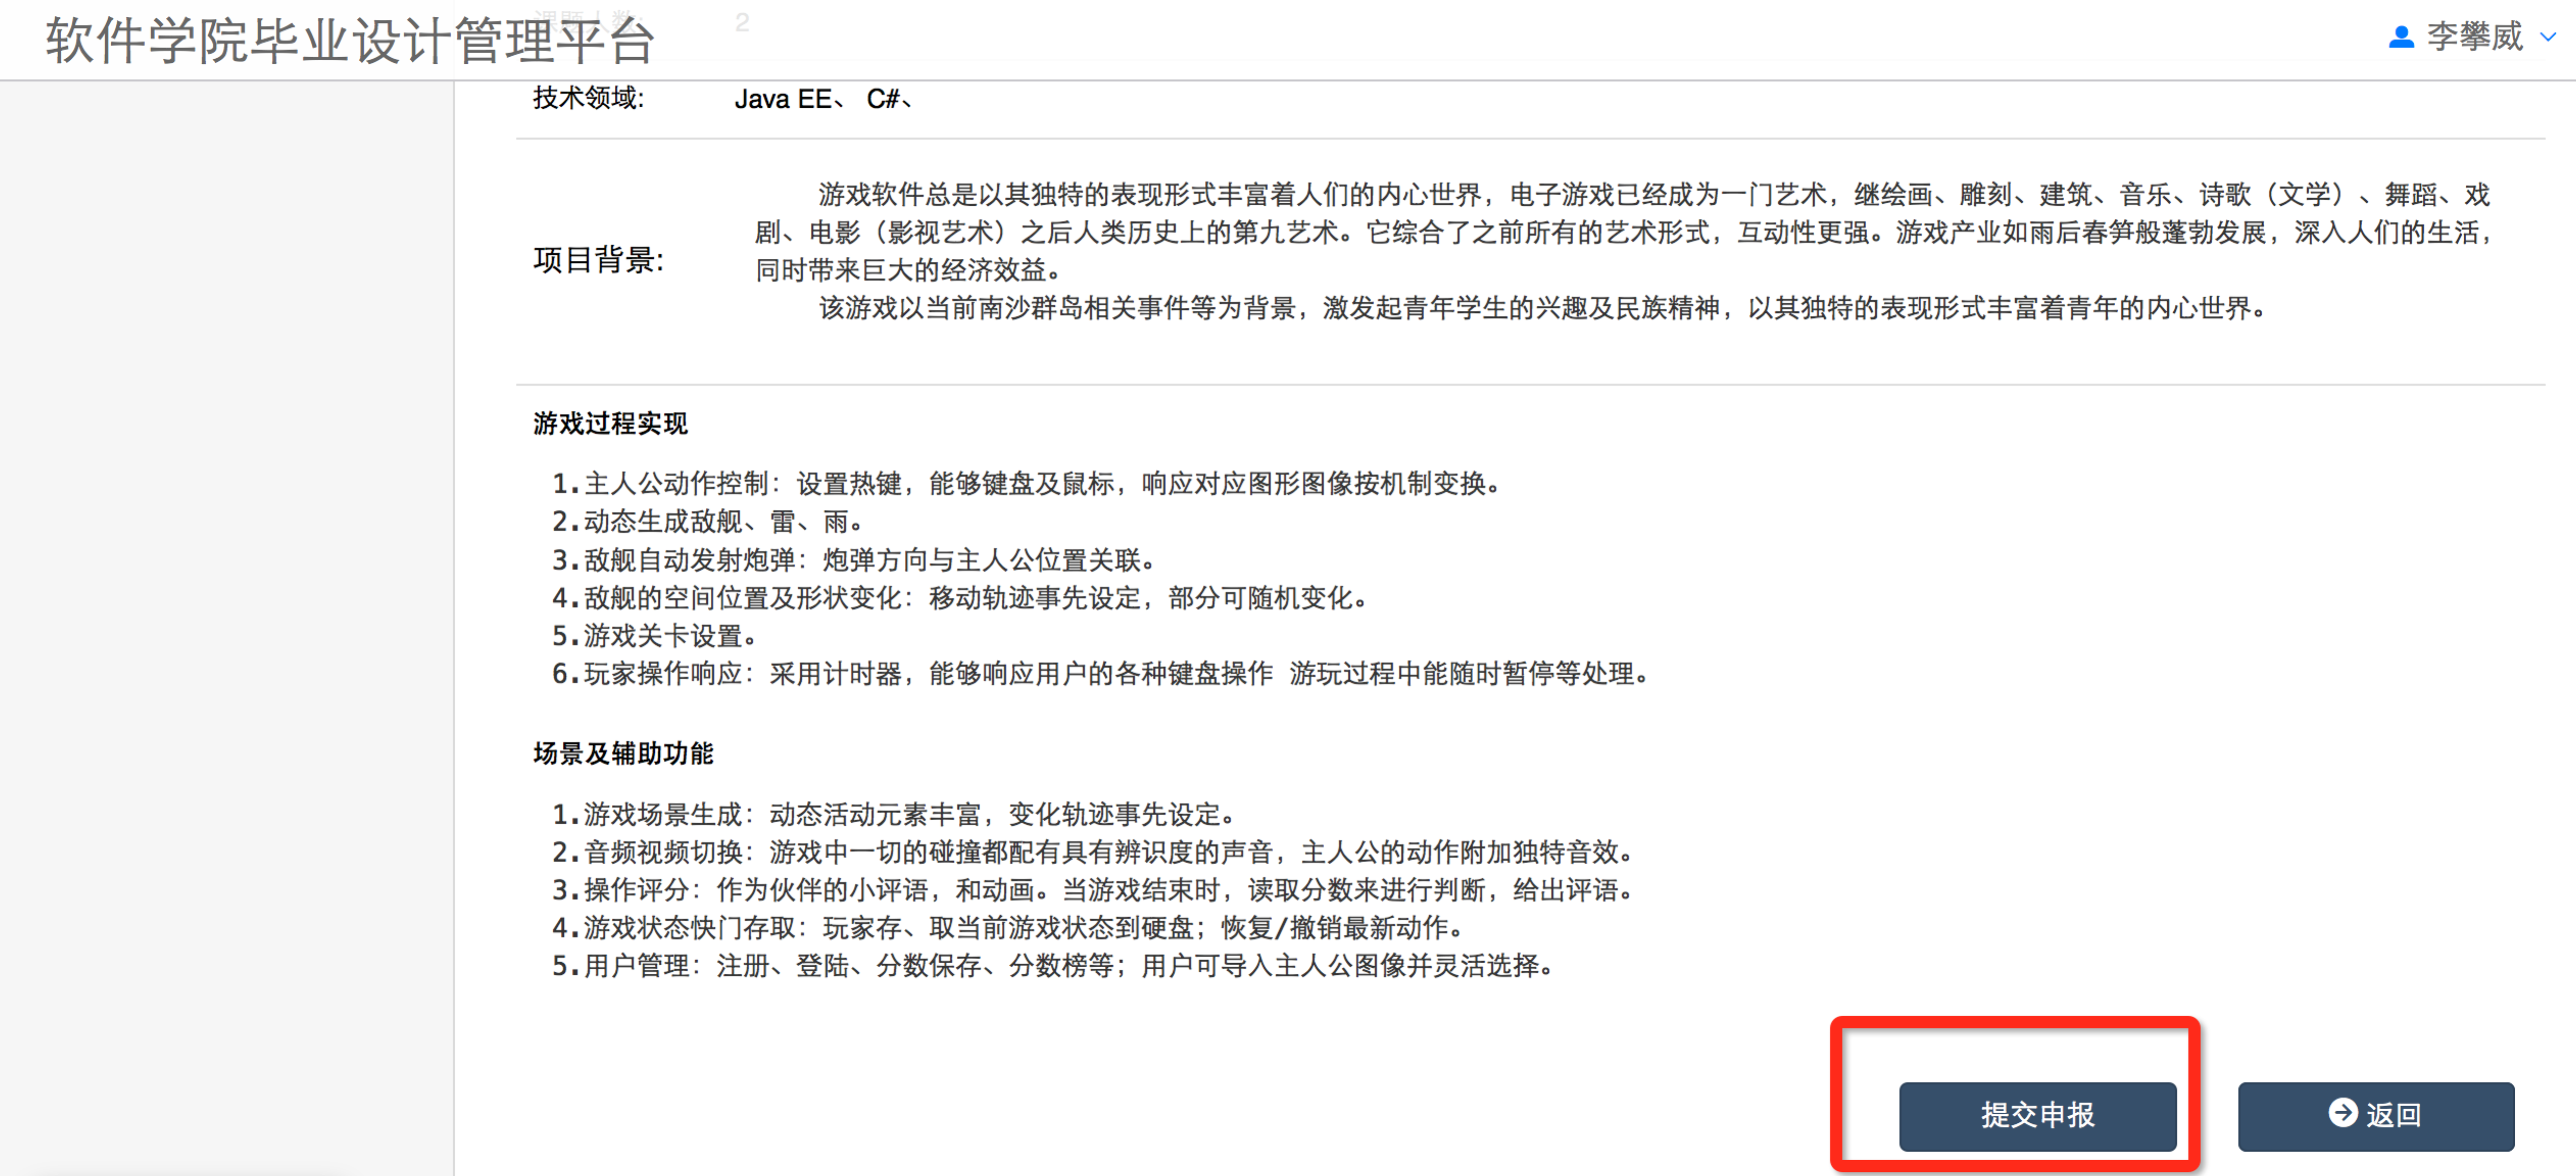 软件学院毕业设计管理平台
李攀威
课题人数: 2
技术领域: Java EE、 C#、
项目背景:
游戏软件总是以其独特的表现形式丰富着人们的内心世界，电子游戏已经成为一门艺术，继绘画、雕刻、建筑、音乐、诗歌（文学）、舞蹈、戏
剧、电影（影视艺术）之后人类历史上的第九艺术。它综合了之前所有的艺术形式，互动性更强。游戏产业如雨后春笋般蓬勃发展，深入人们的生活，
同时带来巨大的经济效益。
该游戏以当前南沙群岛相关事件等为背景，激发起青年学生的兴趣及民族精神，以其独特的表现形式丰富着青年的内心世界。
游戏过程实现
1.主人公动作控制：设置热键，能够键盘及鼠标，响应对应图形图像按机制变换。
2.动态生成敌舰、雷、雨。
3.敌舰自动发射炮弹：炮弹方向与主人公位置关联。
4.敌舰的空间位置及形状变化：移动轨迹事先设定，部分可随机变化。
5.游戏关卡设置。
6.玩家操作响应：采用计时器，能够响应用户的各种键盘操作 游玩过程中能随时暂停等处理。
场景及辅助功能
1.游戏场景生成：动态活动元素丰富，变化轨迹事先设定。
2.音频视频切换：游戏中一切的碰撞都配有具有辨识度的声音，主人公的动作附加独特音效。
3.操作评分：作为伙伴的小评语，和动画。当游戏结束时，读取分数来进行判断，给出评语。
4.游戏状态快门存取：玩家存、取当前游戏状态到硬盘；恢复/撤销最新动作。
5.用户管理：注册、登陆、分数保存、分数榜等；用户可导入主人公图像并灵活选择。
提交申报
返回